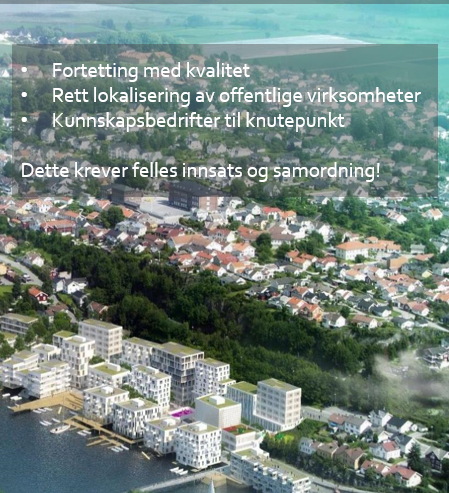 • Fortetting med kvalitet
• Rett lokalisering av offentlige virksomheter
• Kunnskapsbedrifter til knutepunkt
Dette krever felles innsats og samordning!